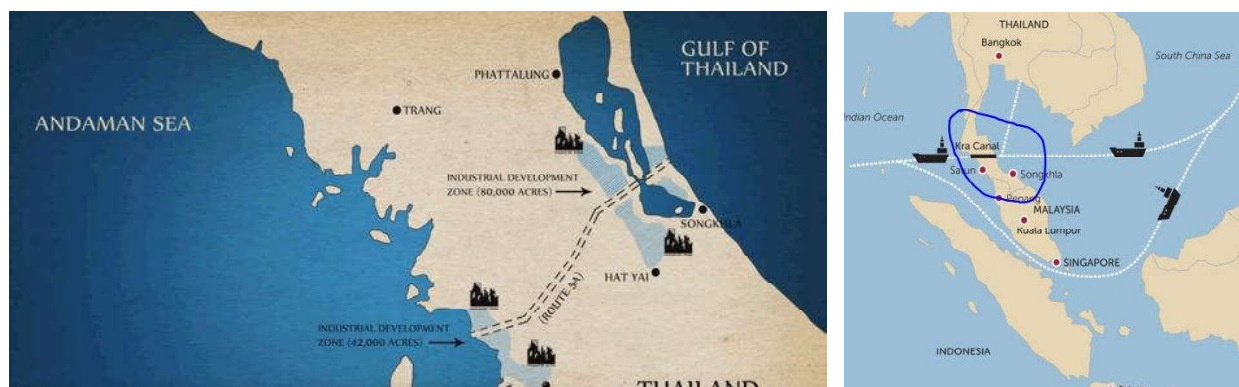 GULF OF
THAILAND
PHATTALUNG
TRANG
ANDAMAN SEA
INDUSTRIAL DEVELOPMENT
ZONE (80,000 ACRES)
SONGKULA
HAT YAI
(ROUTE 5A)
INDUSTRIAL DEVELOPMENT
ZONE (42,000 ACRES)
THAILAND
THAILAND
Bangkok
South China Sea
Indian Ocean
Kra Canal
Satun
Songkhla
Penang
MALAYSIA
Kuala Lumpur
SINGAPORE
INDONESIA